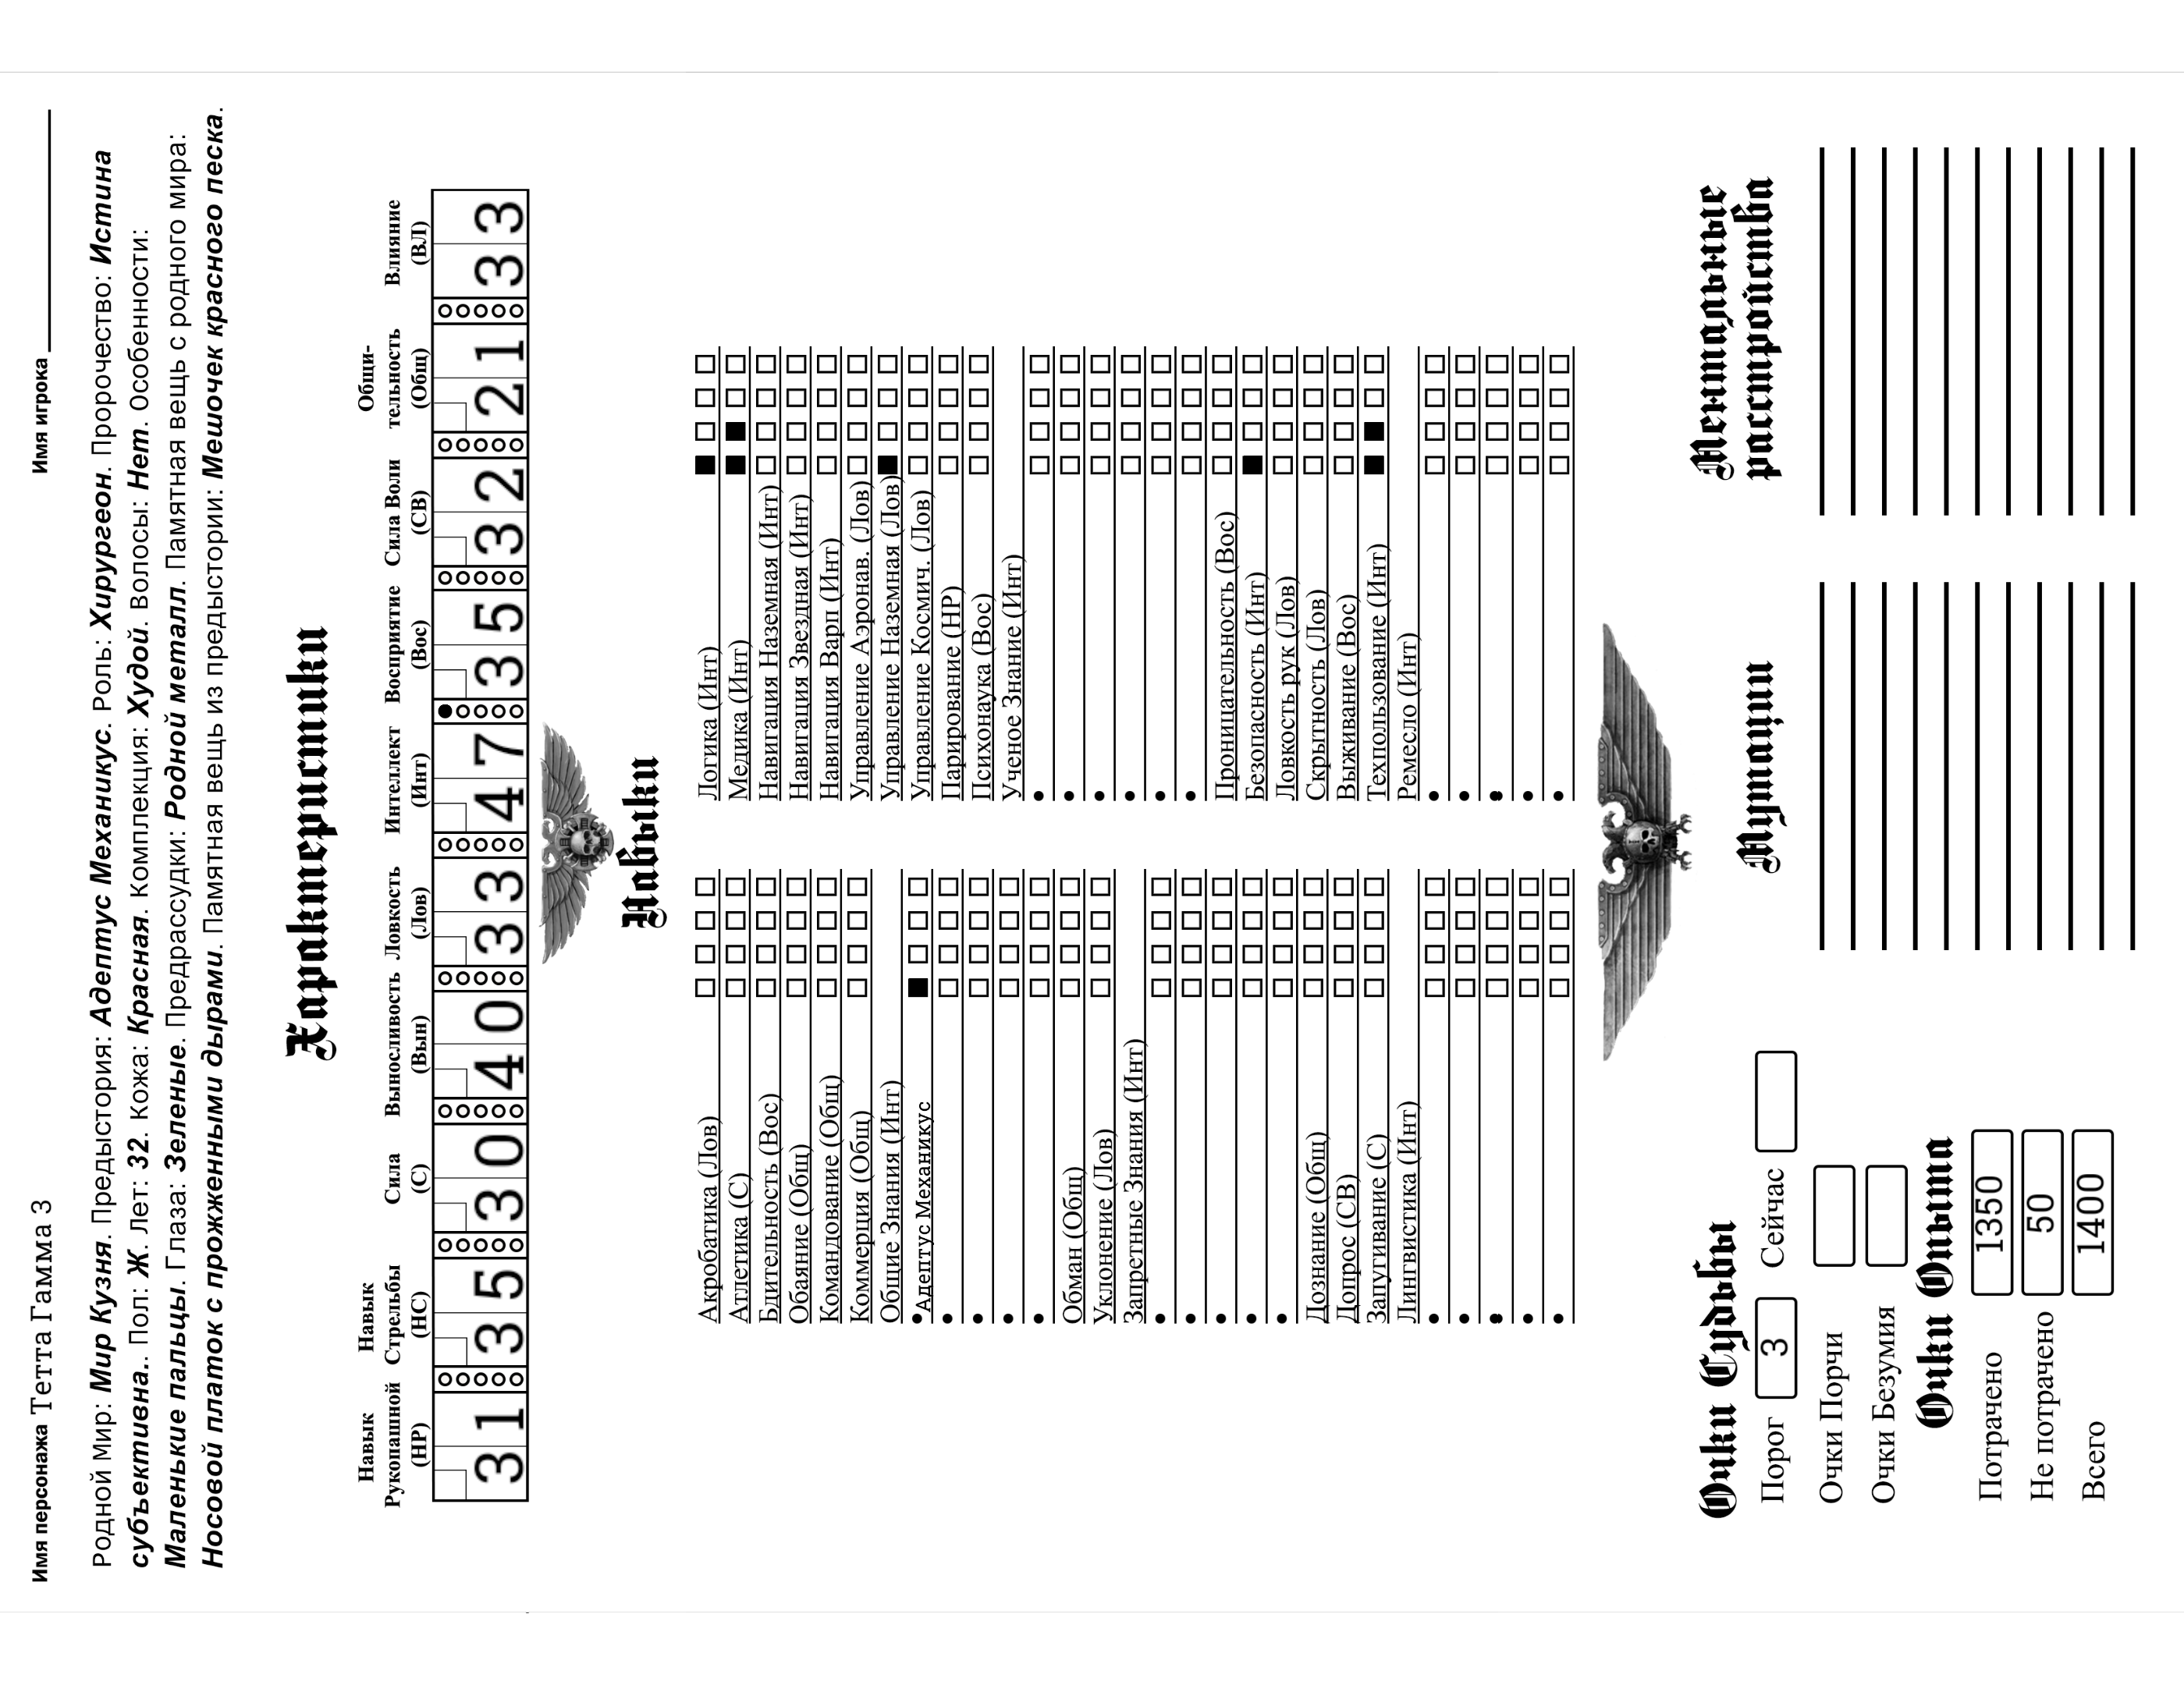 Имя персонажа Тетта Гамма 3
Имя игрока
Родной Мир: Мир Кузня. Предыстория: Адептус Механикус. Роль: Хирургеон. Пророчество: Истина
субъективна.. Пол: Ж. Лет: 32. Кожа: Красная. Комплекция: Худой. Волосы: Нет. Особенности:
Маленькие пальцы. Глаза: Зеленые. Предрассудки: Родной металл. Памятная вещь с родного мира:
Носовой платок с прожженными дырами. Памятная вещь из предыстории: Мешочек красного песка.
Характеристики
Навык Рукопашной (НР)
Навык Стрельбы (НС)
Сила (С)
Выносливость (Вын)
Ловкость (Лов)
Интеллект (Инт)
Восприятие (Вос)
Сила Воли (СВ)
Общи-тельность (Общ)
Влияние (ВЛ)
31 35 30 40 33 47 35 32 21 33
Навыки
Акробатика (Лов)
Атлетика (С)
Бдительность (Вос)
Обаяние (Общ)
Командование (Общ)
Коммерция (Общ)
Общие Знания (Инт)
• Адептус Механикус
•
•
•
•
Обман (Общ)
Уклонение (Лов)
Запретные Знания (Инт)
•
•
•
•
•
Дознание (Общ)
Допрос (СВ)
Запугивание (С)
Лингвистика (Инт)
•
•
•
•
•
Логика (Инт)
Медика (Инт)
Навигация Наземная (Инт)
Навигация Звездная (Инт)
Навигация Варп (Инт)
Управление Аэронав. (Лов)
Управление Наземная (Лов)
Управление Космич. (Лов)
Парирование (НР)
Психонаука (Вос)
Ученое Знание (Инт)
•
•
•
•
•
•
Проницательность (Вос)
Безопасность (Инт)
Ловкость рук (Лов)
Скрытность (Лов)
Выживание (Вос)
Техпользование (Инт)
Ремесло (Инт)
•
•
•
•
•
Очки Судьбы
Порог 3 Сейчас
Очки Порчи
Очки Безумия
Очки Опыта
Потрачено 1350
Не потрачено 50
Всего 1400
Мутации
Ментальные
расстройства